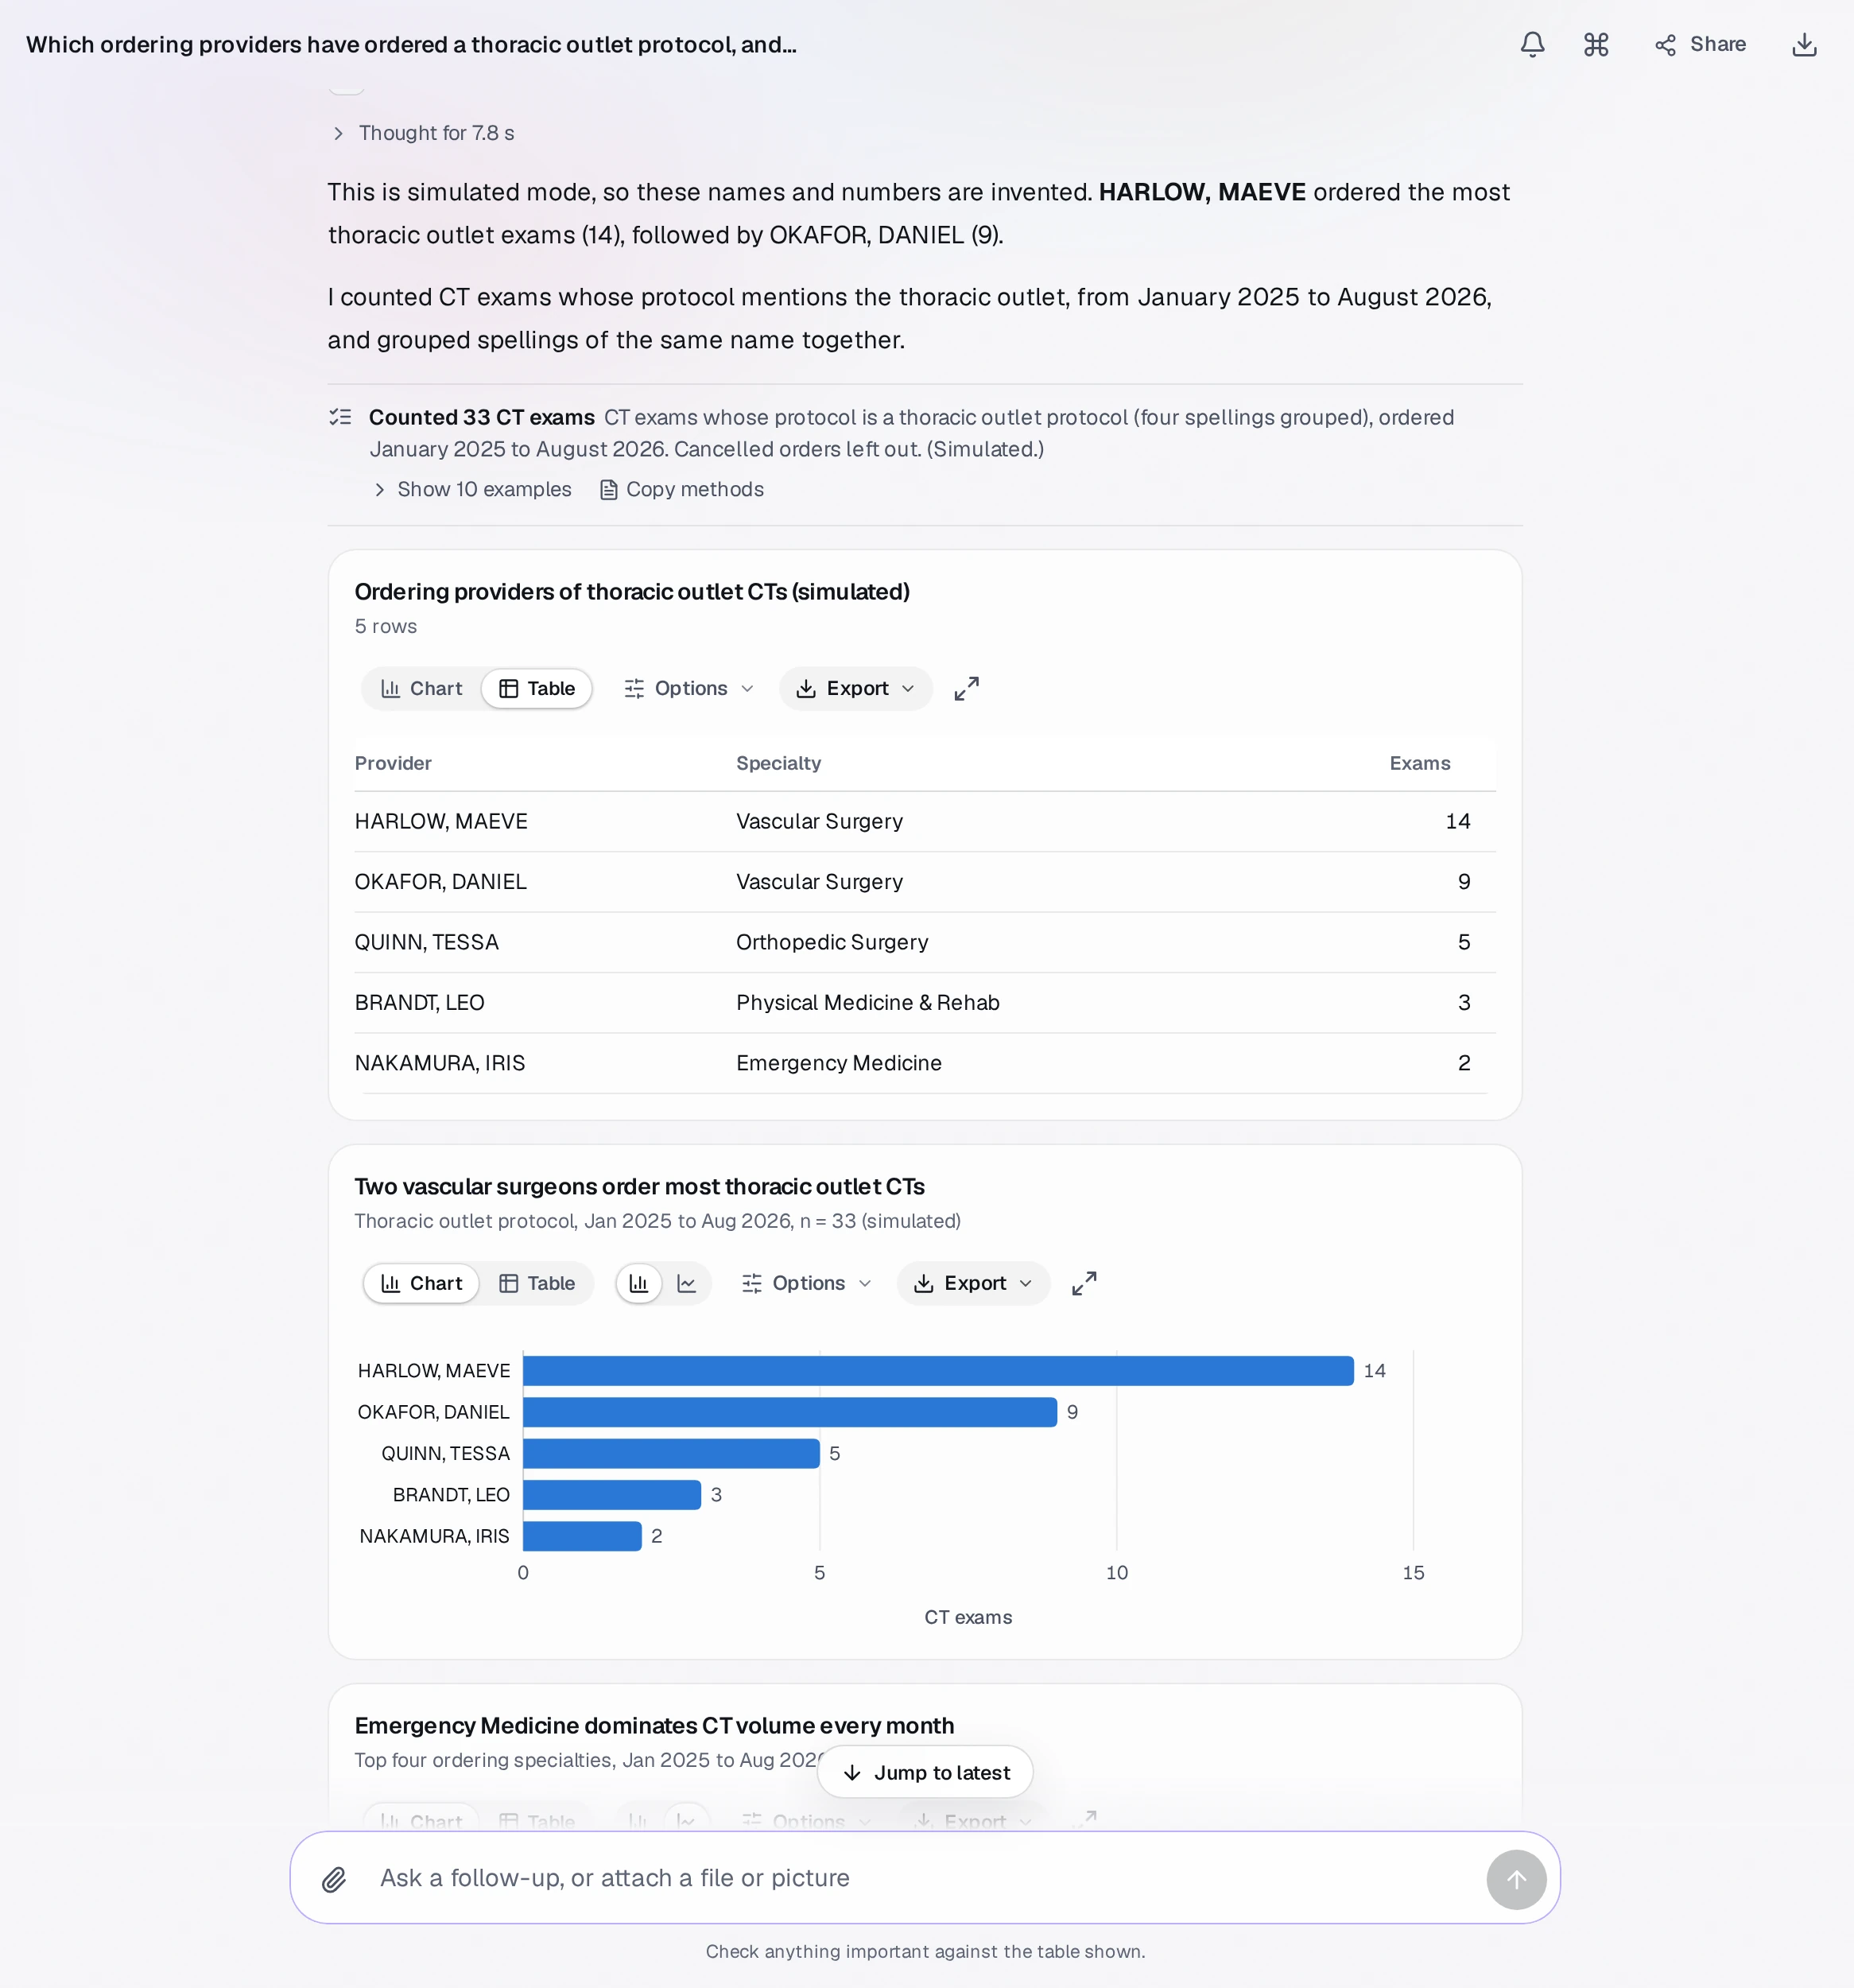 Which ordering providers have ordered a thoracic outlet protocol, and...
Share
Thought for 7.8 s
This is simulated mode, so these names and numbers are invented. HARLOW, MAEVE ordered the most
thoracic outlet exams (14), followed by OKAFOR, DANIEL (9).
I counted CT exams whose protocol mentions the thoracic outlet, from January 2025 to August 2026,
and grouped spellings of the same name together.
Counted 33 CT exams CT exams whose protocol is a thoracic outlet protocol (four spellings grouped), ordered
January 2025 to August 2026. Cancelled orders left out. (Simulated.)
Show 10 examples Copy methods
Ordering providers of thoracic outlet CTs (simulated)
5 rows
Chart Table Options Export
Provider Specialty Exams
HARLOW, MAEVE Vascular Surgery 14
OKAFOR, DANIEL Vascular Surgery 9
QUINN, TESSA Orthopedic Surgery 5
BRANDT, LEO Physical Medicine & Rehab 3
NAKAMURA, IRIS Emergency Medicine 2
Two vascular surgeons order most thoracic outlet CTs
Thoracic outlet protocol, Jan 2025 to Aug 2026, n = 33 (simulated)
Chart Table Options Export
HARLOW, MAEVE 14
OKAFOR, DANIEL 9
QUINN, TESSA 5
BRANDT, LEO 3
NAKAMURA, IRIS 2
0 5 10 15
CT exams
Emergency Medicine dominates CT volume every month
Top four ordering specialties, Jan 2025 to Aug
Jump to latest
Chart Table Options Export
Ask a follow-up, or attach a file or picture
Check anything important against the table shown.